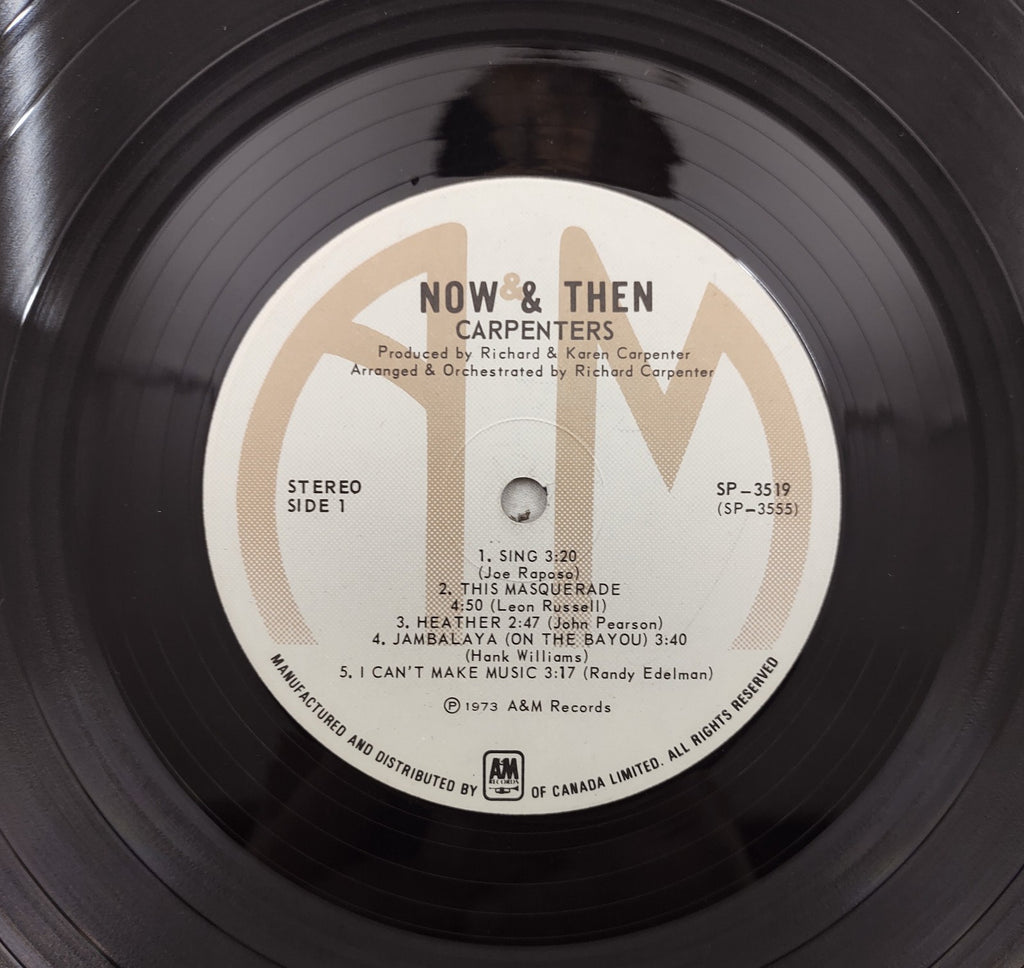 NOW & THEN
CARPENTERS
Produced by Richard & Karen Carpenter
Arranged & Orchestrated by Richard Carpenter
STEREO
SIDE 1
SP-3519
(SP-3555)
1. SING 3:20
(Joe Raposo)
2. THIS MASQUERADE
4:50 (Leon Russell)
3. HEATHER 2:47 (John Pearson)
4. JAMBALAYA (ON THE BAYOU) 3:40
(Hank Williams)
5. I CAN'T MAKE MUSIC 3:17 (Randy Edelman)
Ⓟ 1973 A&M Records
MANUFACTURED AND DISTRIBUTED BY A&M RECORDS OF CANADA LIMITED. ALL RIGHTS RESERVED
A&M